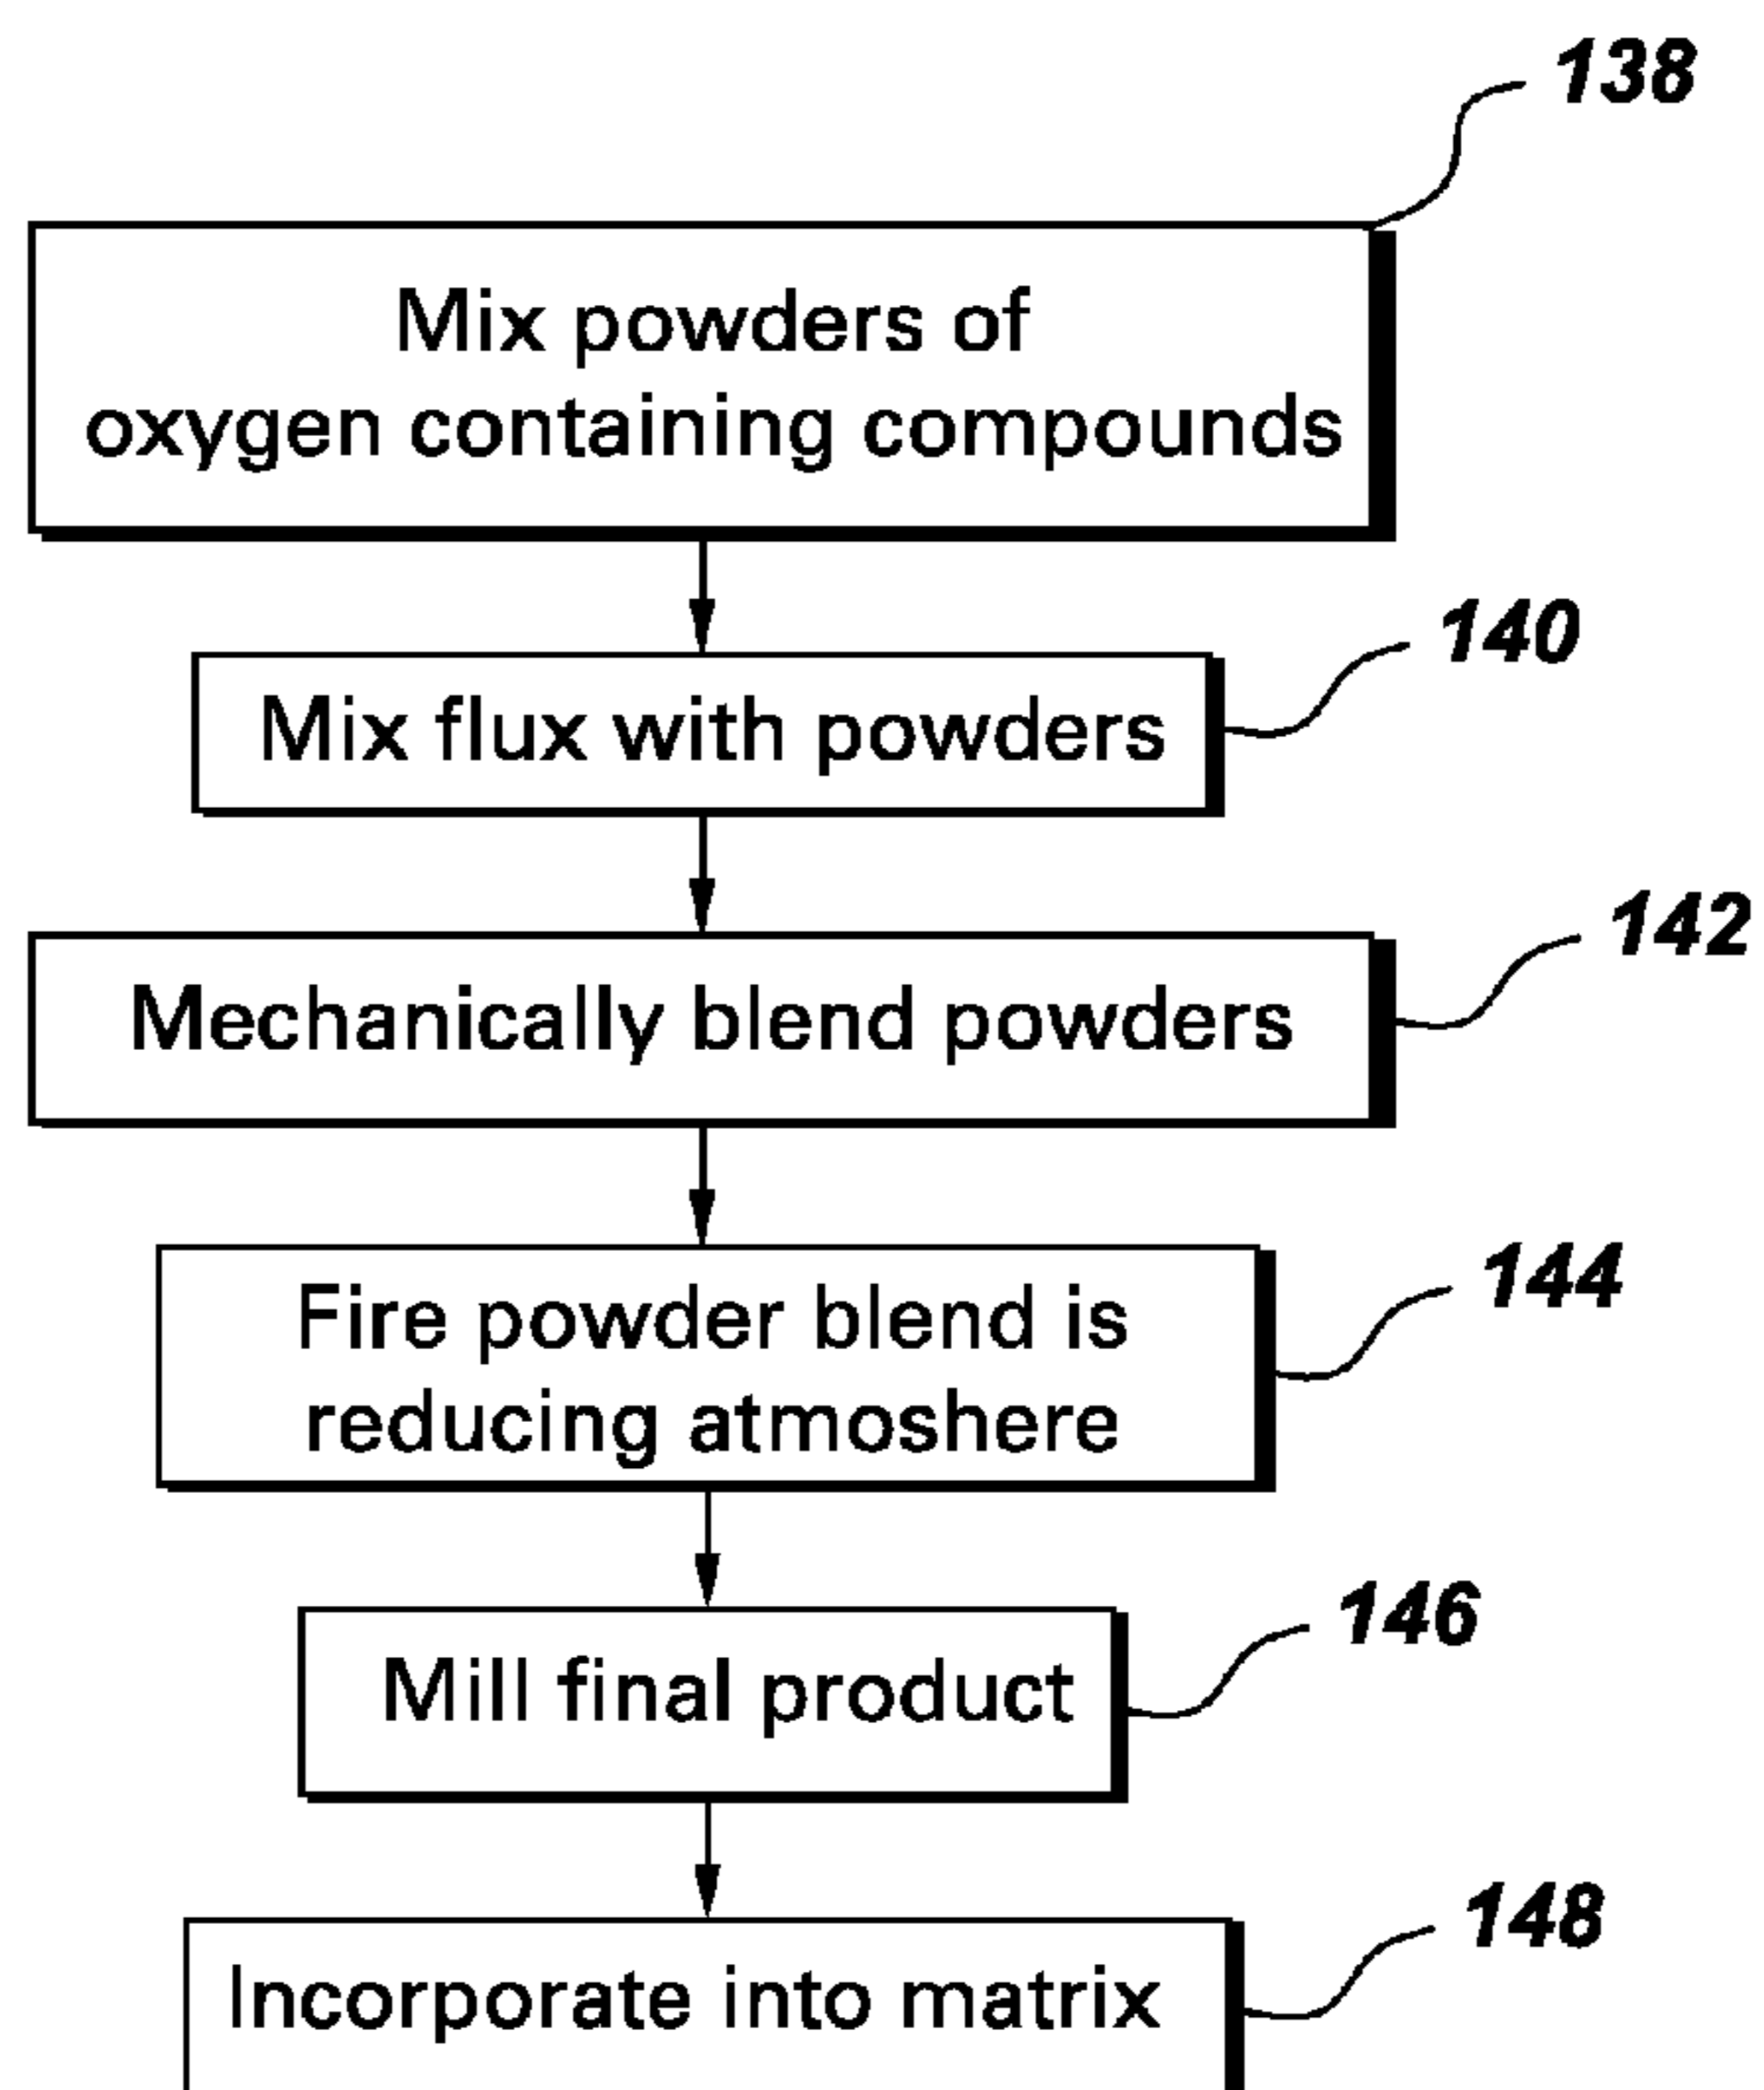 138
Mix powders of
oxygen containing compounds
140
Mix flux with powders
142
Mechanically blend powders
144
Fire powder blend is
reducing atmoshere
146
Mill final product
148
Incorporate into matrix